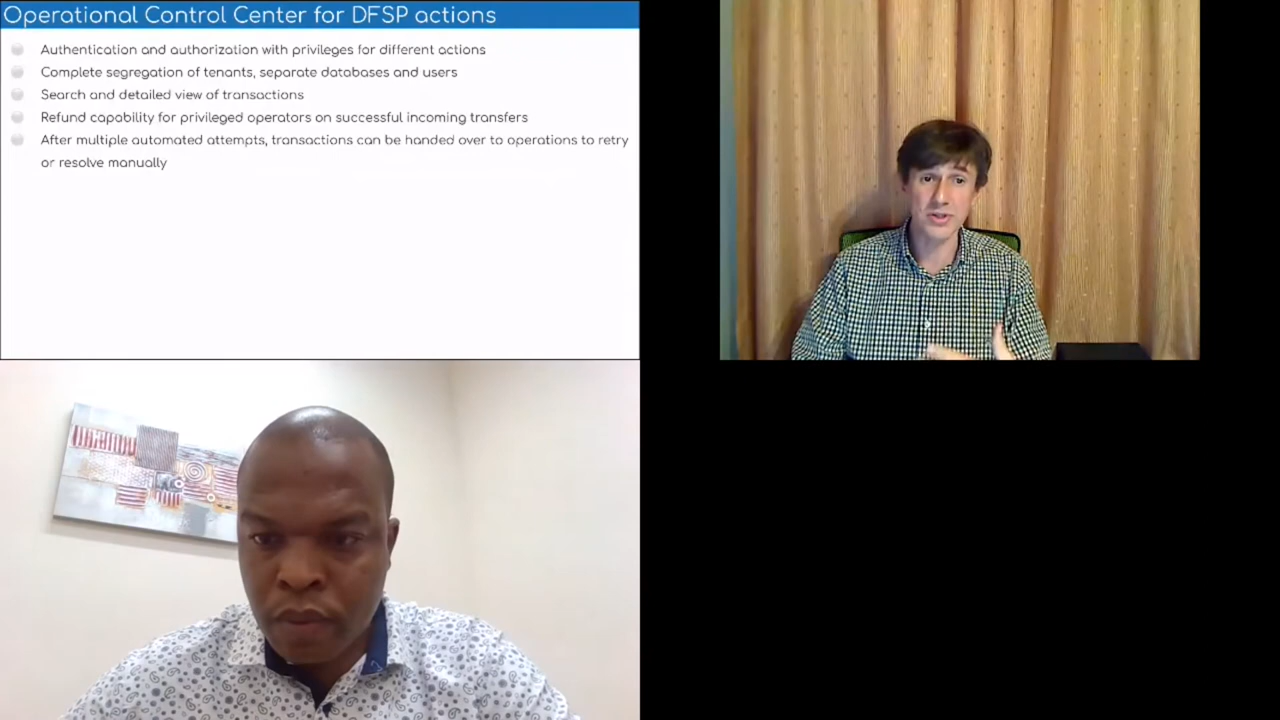 Operational Control Center for DFSP actions
Authentication and authorization with privileges for different actions
Complete segregation of tenants, separate databases and users
Search and detailed view of transactions
Refund capability for privileged operators on successful incoming transfers
After multiple automated attempts, transactions can be handed over to operations to retry
or resolve manually